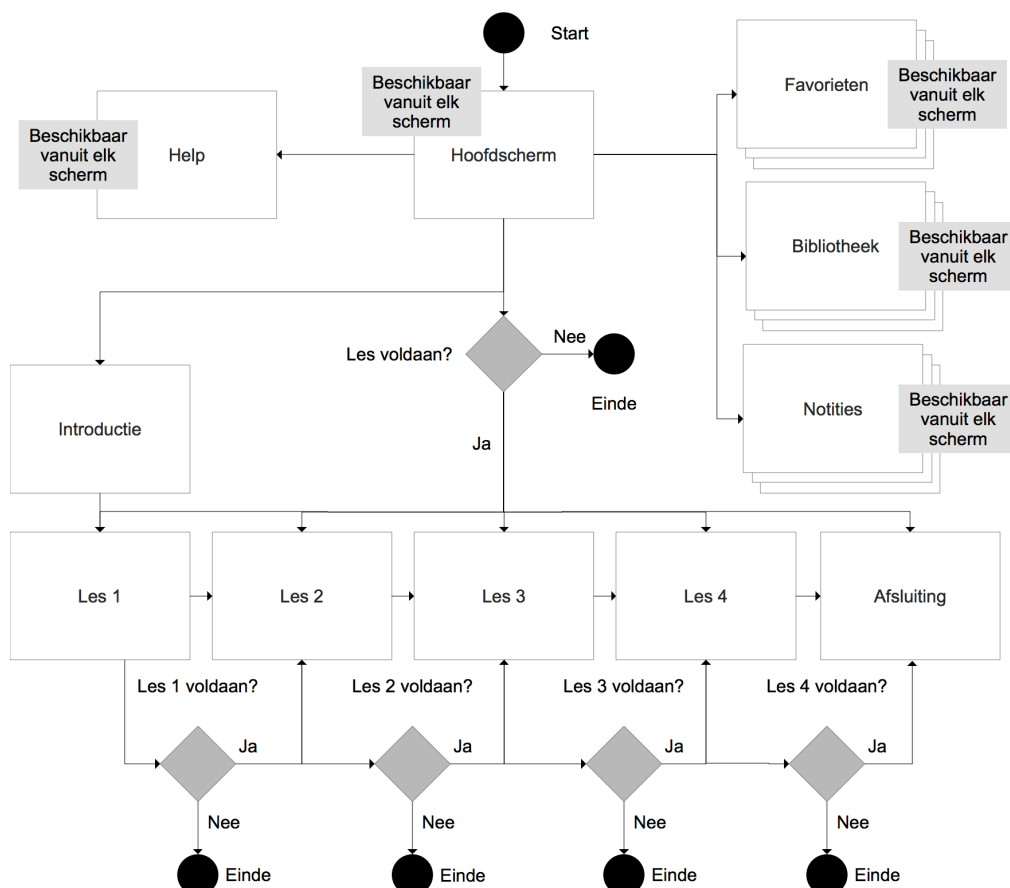 Start
Beschikbaar
vanuit elk
scherm
Hoofdscherm
Beschikbaar
vanuit elk
scherm
Help
Favorieten
Beschikbaar
vanuit elk
scherm
Bibliotheek
Beschikbaar
vanuit elk
scherm
Notities
Beschikbaar
vanuit elk
scherm
Les voldaan?
Nee
Einde
Ja
Introductie
Les 1
Les 2
Les 3
Les 4
Afsluiting
Les 1 voldaan?
Les 2 voldaan?
Les 3 voldaan?
Les 4 voldaan?
Ja
Ja
Ja
Ja
Nee
Nee
Nee
Nee
Einde
Einde
Einde
Einde